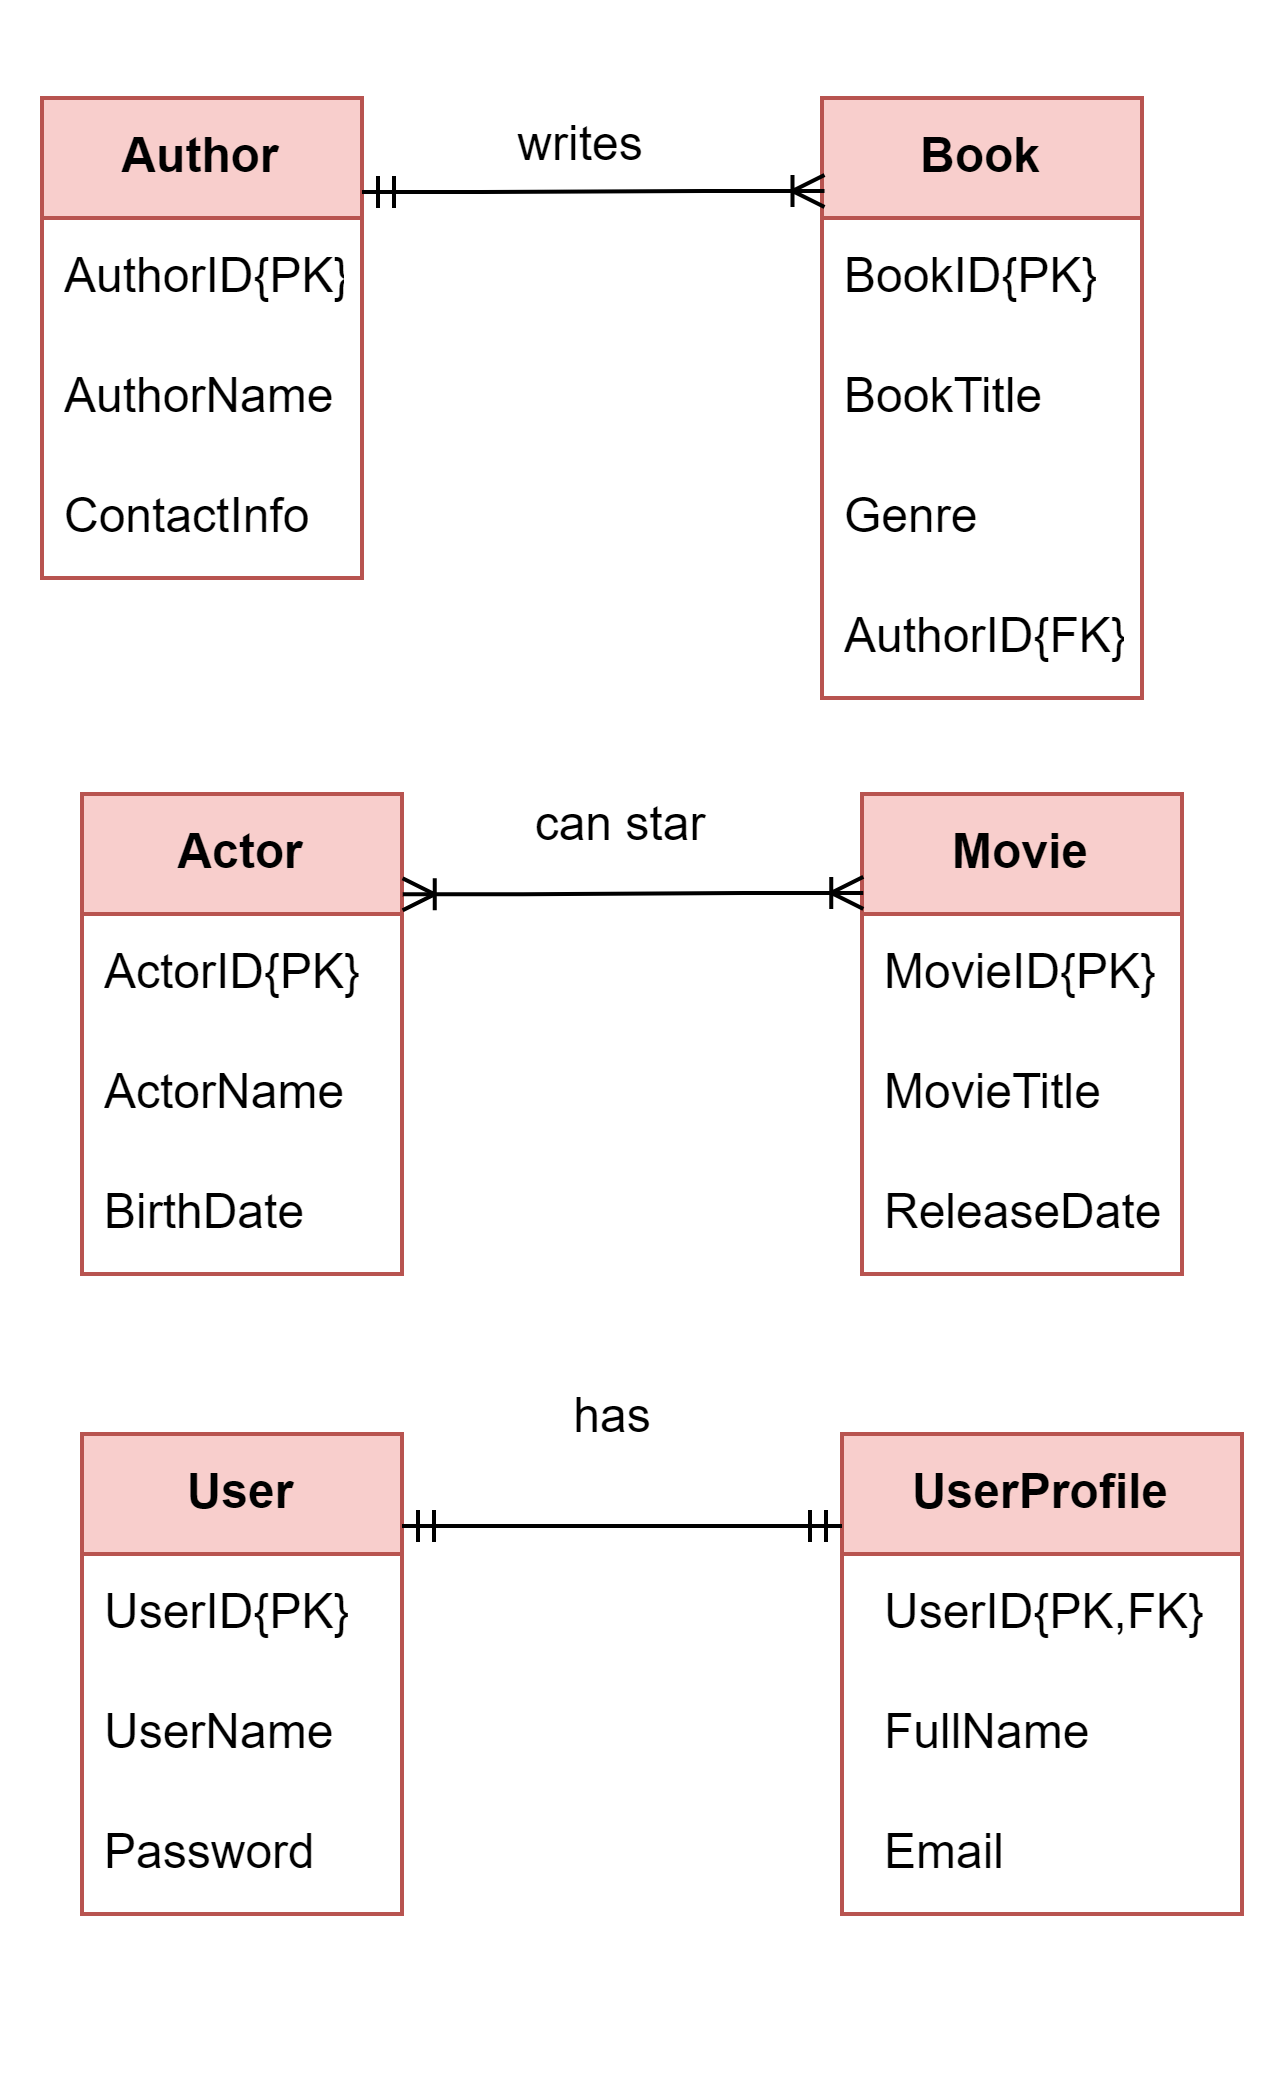 writes
Author
Book
AuthorID{PK}
AuthorName
ContactInfo
BookID{PK}
BookTitle
Genre
AuthorID{FK}
can star
Actor
Movie
ActorID{PK}
ActorName
BirthDate
MovieID{PK}
MovieTitle
ReleaseDate
has
User
UserProfile
UserID{PK}
UserName
Password
UserID{PK,FK}
FullName
Email